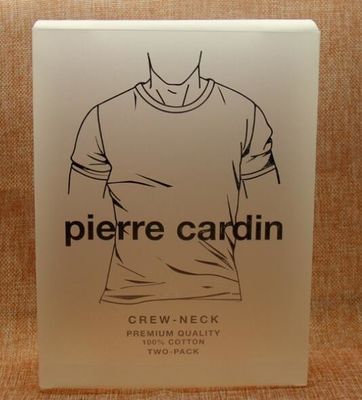 pierre cardin
CREW-NECK
PREMIUM QUALITY
100% COTTON
TWO-PACK